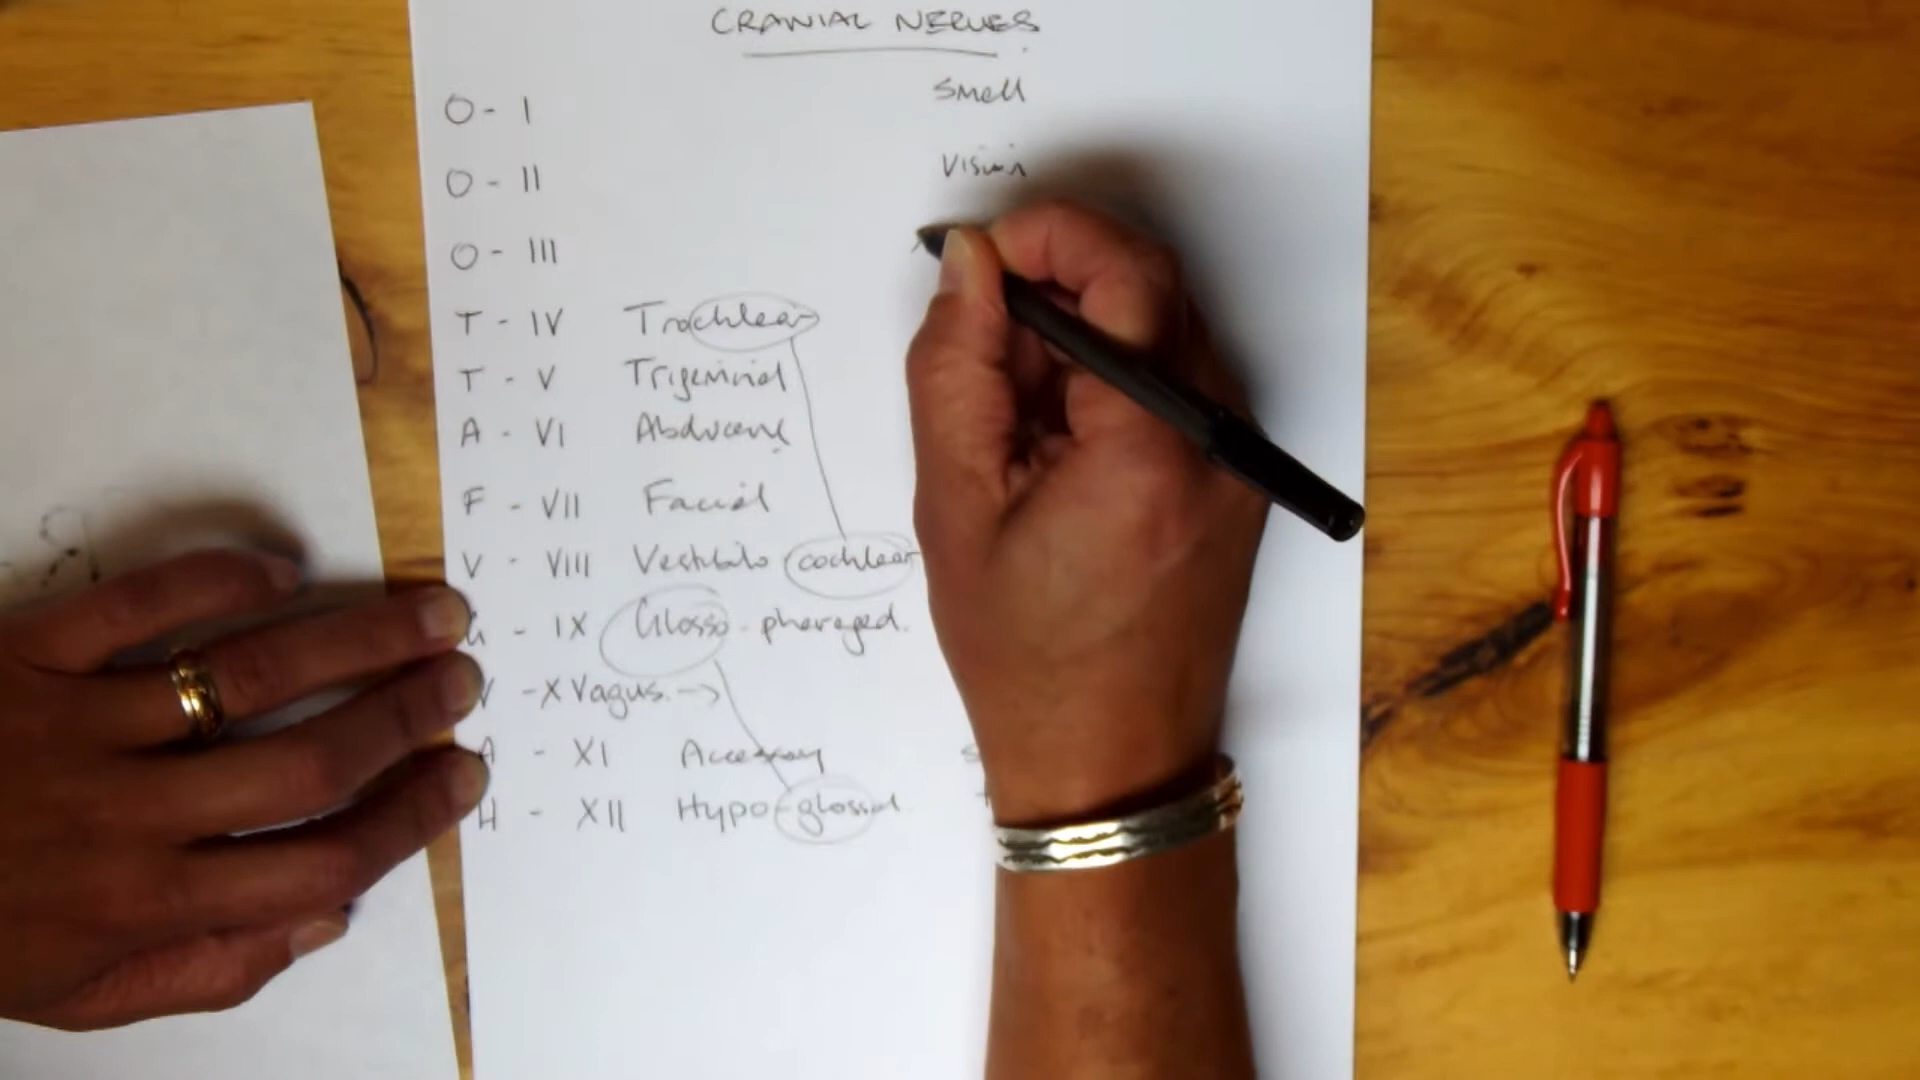 CRANIAL NERVES
O - I Smell
O - II Vision
O - III
T - IV Trochlear
T - V Trigeminal
A - VI Abducens
F - VII Facial
V - VIII Vestibulo cochlear
G - IX Glosso - pharyngeal.
V - X Vagus. →
A - XI Accessory
H - XII Hypo - glossal